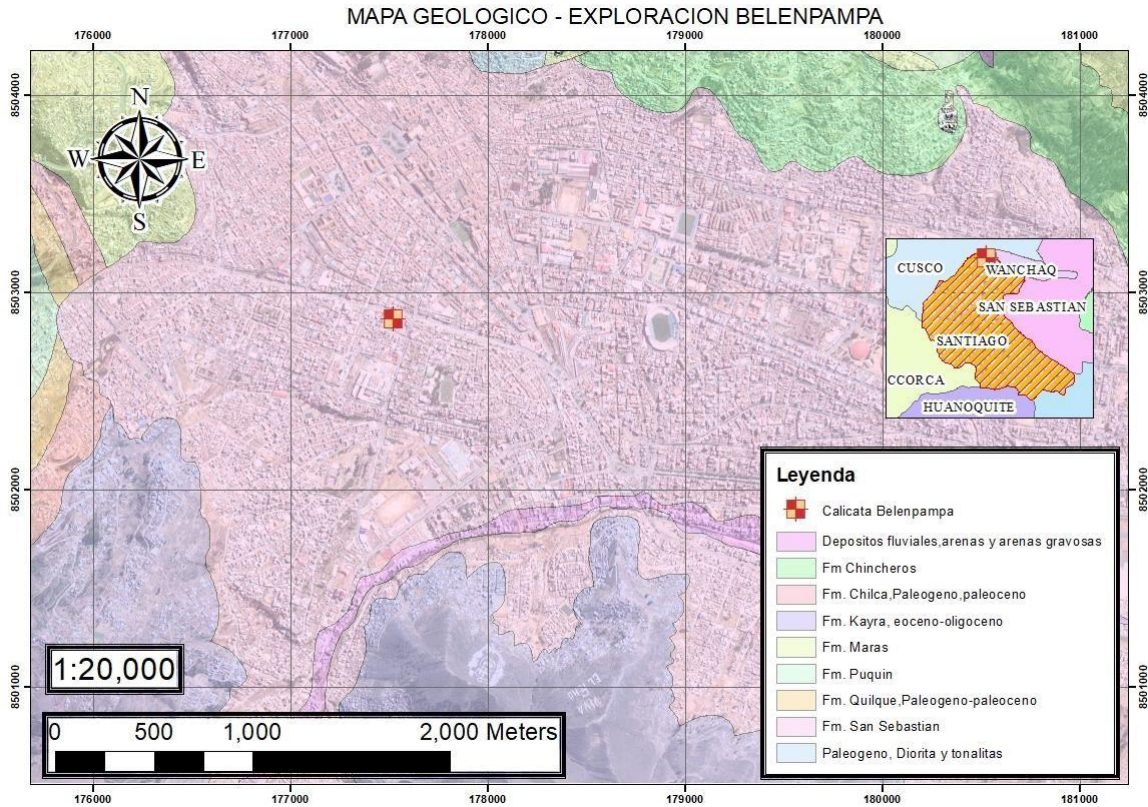 MAPA GEOLOGICO - EXPLORACION BELENPAMPA
176000 177000 178000 179000 180000 181000
8504000 8504000
N
W E
S
8503000 8503000
CUSCO WANCHAQ
SAN SEBASTIAN
SANTIAGO
CCORCA
HUANOQUITE
8502000 8502000
Leyenda
Calicata Belenpampa
Depositos fluviales,arenas y arenas gravosas
Fm Chincheros
Fm. Chilca,Paleogeno,paleoceno
Fm. Kayra, eoceno-oligoceno
Fm. Maras
Fm. Puquin
Fm. Quilque,Paleogeno-paleoceno
Fm. San Sebastian
Paleogeno, Diorita y tonalitas
8501000 8501000
1:20,000
0 500 1,000 2,000 Meters
176000 177000 178000 179000 180000 181000